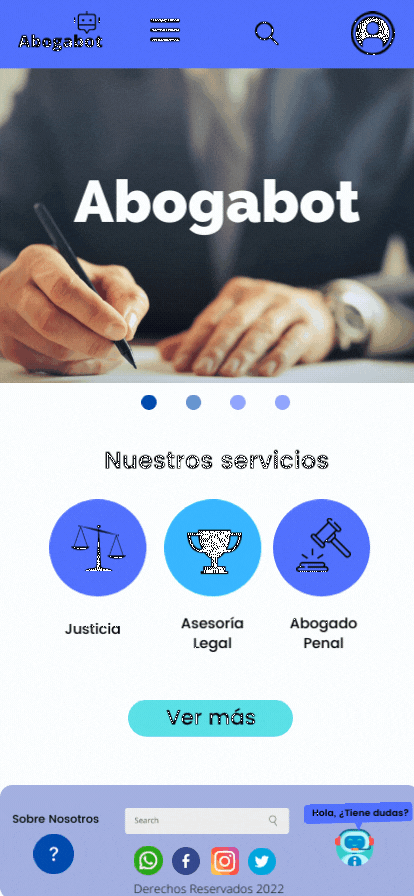 Abogabot
Abogabot
Nuestros servicios
Justicia
Asesoría
Legal
Abogado
Penal
Ver más
Sobre Nosotros
?
Search
Hola, ¿Tiene dudas?
Derechos Reservados 2022